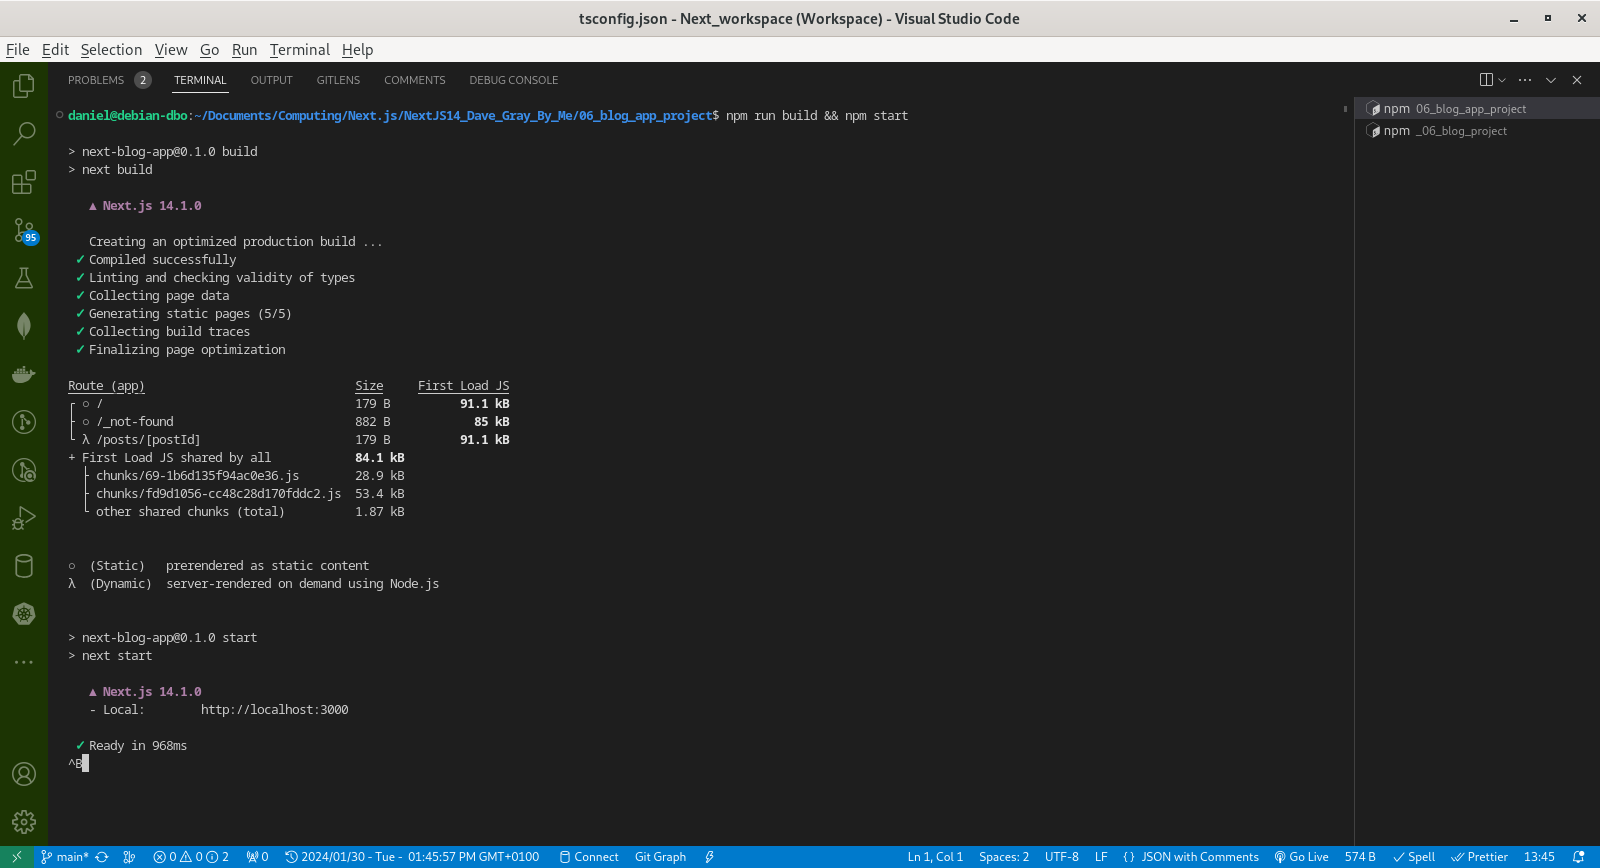 tsconfig.json - Next_workspace (Workspace) - Visual Studio Code
File Edit Selection View Go Run Terminal Help
PROBLEMS 2 TERMINAL OUTPUT GITLENS COMMENTS DEBUG CONSOLE
daniel@debian-dbo:~/Documents/Computing/Next.js/NextJS14_Dave_Gray_By_Me/06_blog_app_project$ npm run build && npm start
npm 06_blog_app_project
npm _06_blog_project
> next-blog-app@0.1.0 build
> next build
▲ Next.js 14.1.0
Creating an optimized production build ...
✓ Compiled successfully
✓ Linting and checking validity of types
✓ Collecting page data
✓ Generating static pages (5/5)
✓ Collecting build traces
✓ Finalizing page optimization
Route (app) Size First Load JS
┌ ○ / 179 B 91.1 kB
├ ○ /_not-found 882 B 85 kB
└ λ /posts/[postId] 179 B 91.1 kB
+ First Load JS shared by all 84.1 kB
├ chunks/69-1b6d135f94ac0e36.js 28.9 kB
├ chunks/fd9d1056-cc48c28d170fddc2.js 53.4 kB
└ other shared chunks (total) 1.87 kB
○ (Static) prerendered as static content
λ (Dynamic) server-rendered on demand using Node.js
> next-blog-app@0.1.0 start
> next start
▲ Next.js 14.1.0
- Local: http://localhost:3000
✓ Ready in 968ms
^B
95
main* 0 0 2 0 2024/01/30 - Tue - 01:45:57 PM GMT+0100 Connect Git Graph Ln 1, Col 1 Spaces: 2 UTF-8 LF {} JSON with Comments Go Live 574 B Spell Prettier 13:45